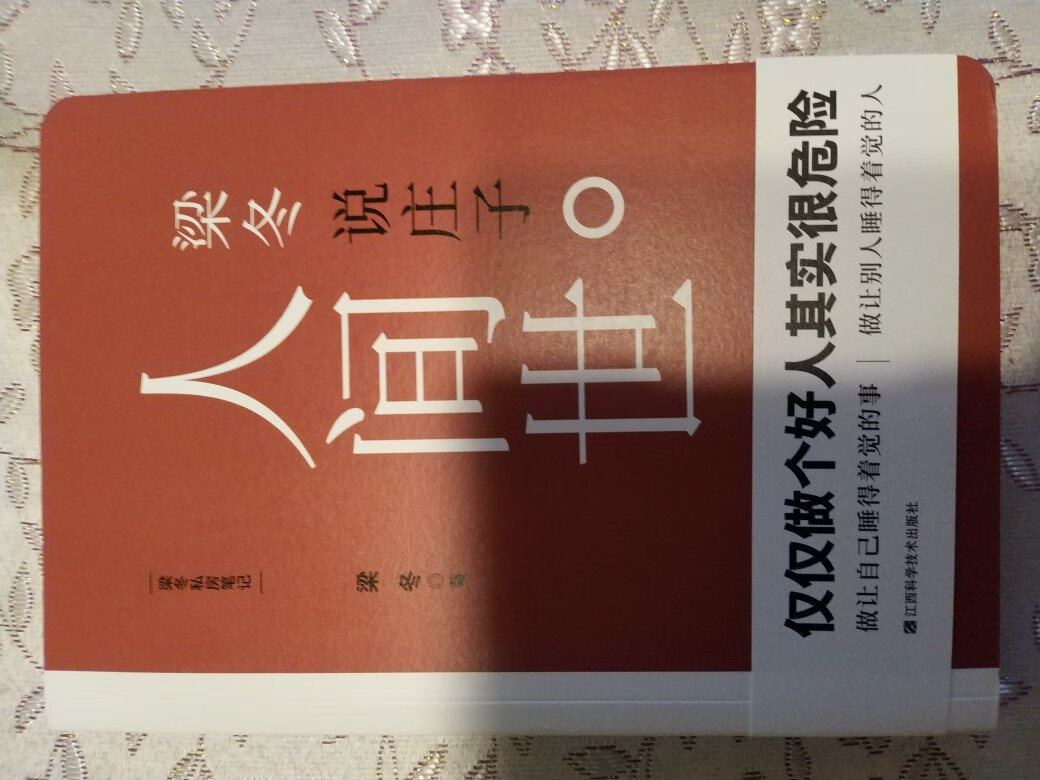 梁冬
说庄子
人间世
梁冬私房笔记
梁 冬◎著
仅仅做个好人其实很危险
做让自己睡得着觉的事｜做让别人睡得着觉的人
江西科学技术出版社